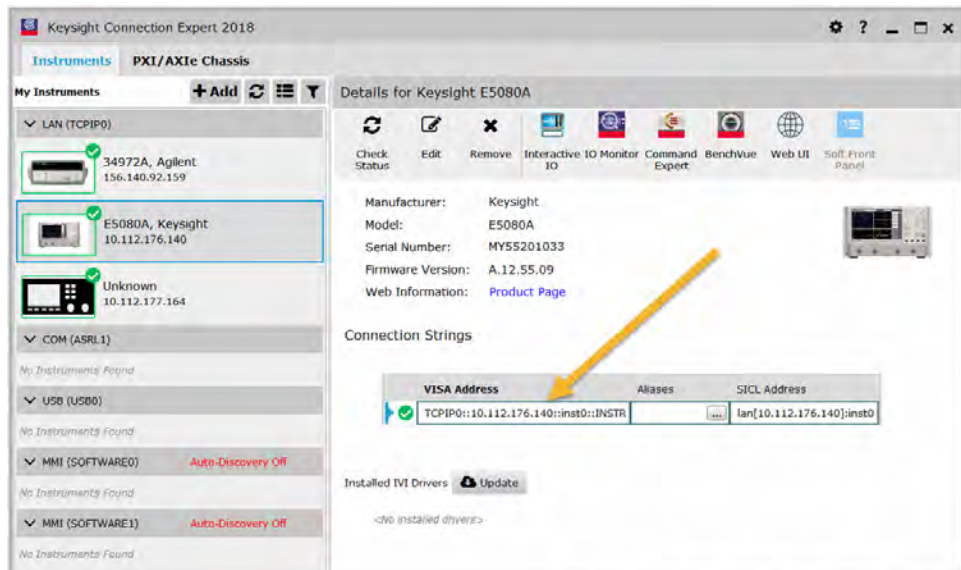 Keysight Connection Expert 2018
Instruments PXI/AXIe Chassis
My Instruments
+ Add
LAN (TCPIP0)
34972A, Agilent
156.140.92.159
E5080A, Keysight
10.112.176.140
Unknown
10.112.177.164
COM (ASRL1)
No Instruments Found
USB (USB0)
No Instruments Found
MMI (SOFTWARE0) Auto-Discovery Off
No Instruments Found
MMI (SOFTWARE1) Auto-Discovery Off
No Instruments Found
Details for Keysight E5080A
Check Status
Edit
Remove
Interactive IO
IO Monitor
Command Expert
BenchVue
Web UI
Soft Front Panel
Manufacturer: Keysight
Model: E5080A
Serial Number: MY55201033
Firmware Version: A.12.55.09
Web Information: Product Page
Connection Strings
VISA Address Aliases SICL Address
TCPIP0::10.112.176.140::inst0::INSTR ... lan[10.112.176.140]:inst0
Installed IVI Drivers Update
<No installed drivers>